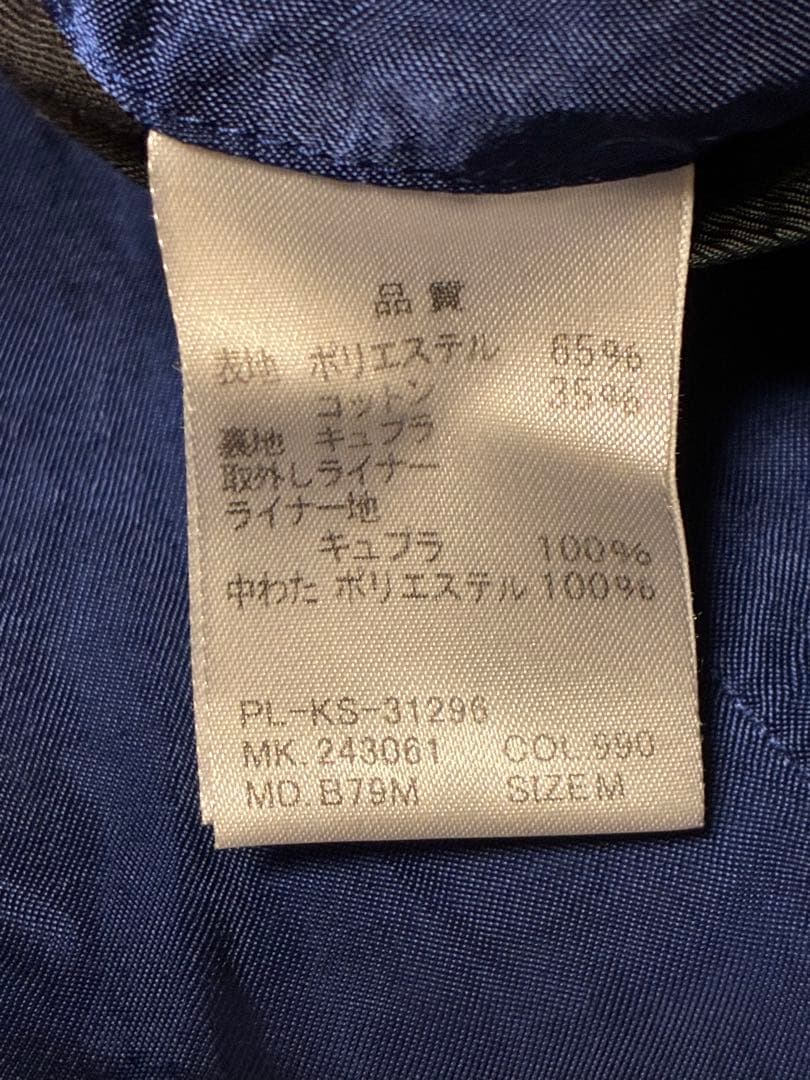 品質
表地 ポリエステル 65%
コットン 35%
裏地 キュプラ
取外しライナー
ライナー地
キュプラ 100%
中わた ポリエステル 100%
PL-KS-31296
MK.243061 COL.990
MD.B79M SIZE M